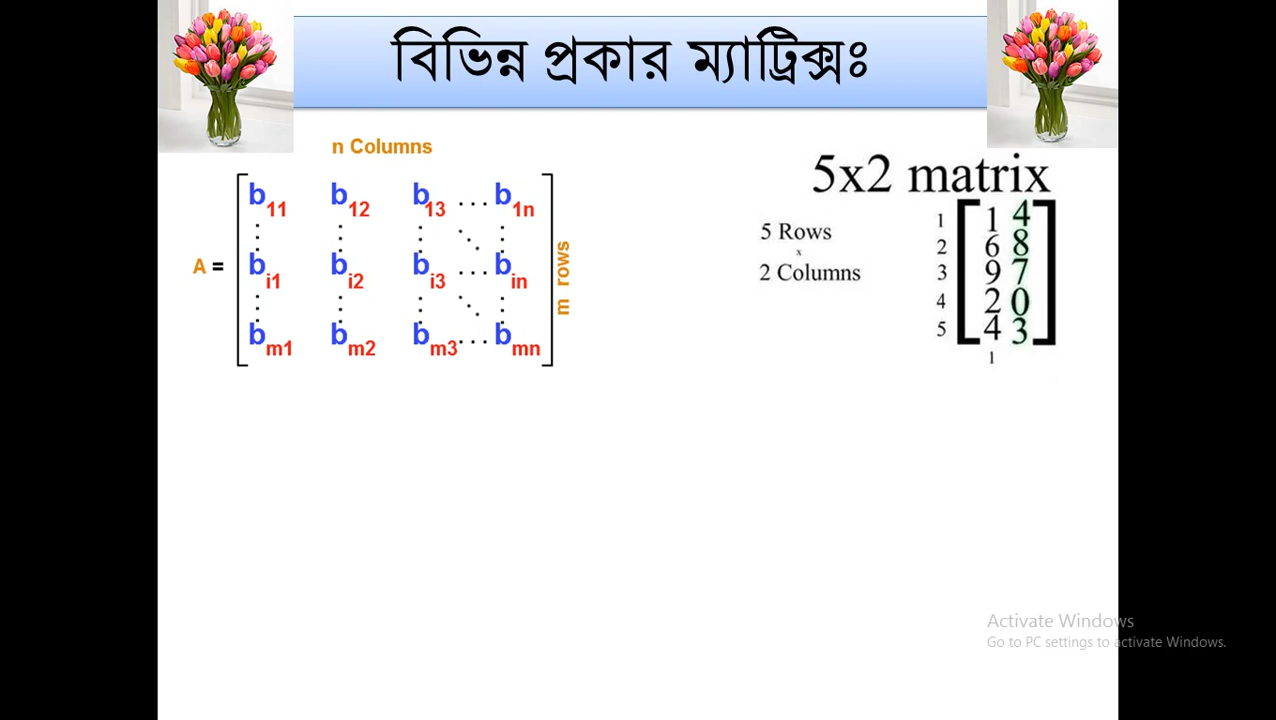 বিভিন্ন প্রকার ম্যাট্রিক্সঃ
n Columns
b11 b12 b13 ... b1n
A = bi1 bi2 bi3 ... bin
bm1 bm2 bm3 ... bmn
m rows
5x2 matrix
5 Rows
x
2 Columns
1 1 4
2 6 8
3 9 7
4 2 0
5 4 3
1
Activate Windows
Go to PC settings to activate Windows.